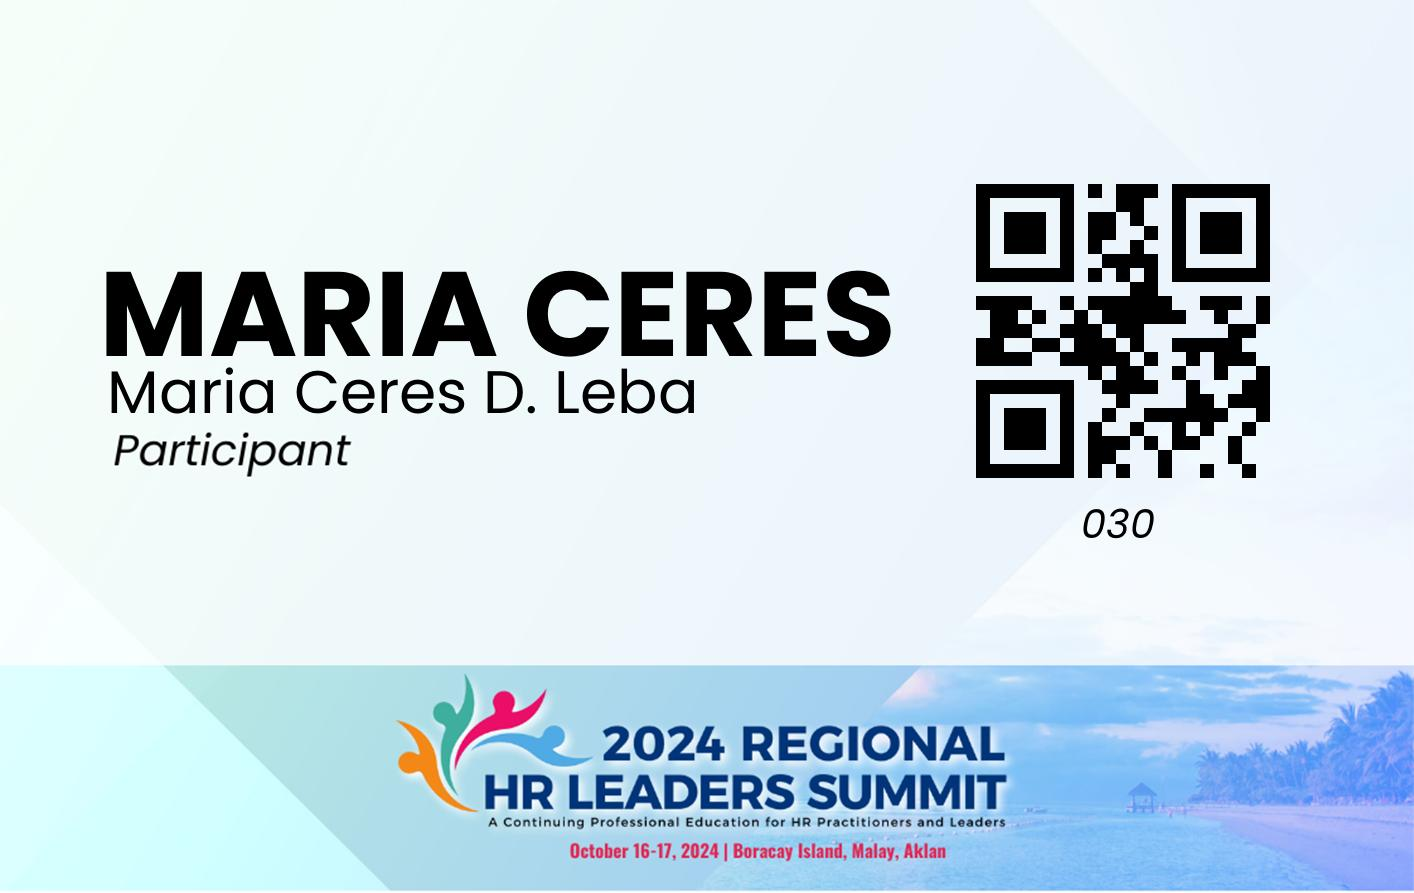 MARIA CERES
Maria Ceres D. Leba
Participant
030
2024 REGIONAL
HR LEADERS SUMMIT
A Continuing Professional Education for HR Practitioners and Leaders
October 16-17, 2024 | Boracay Island, Malay, Aklan